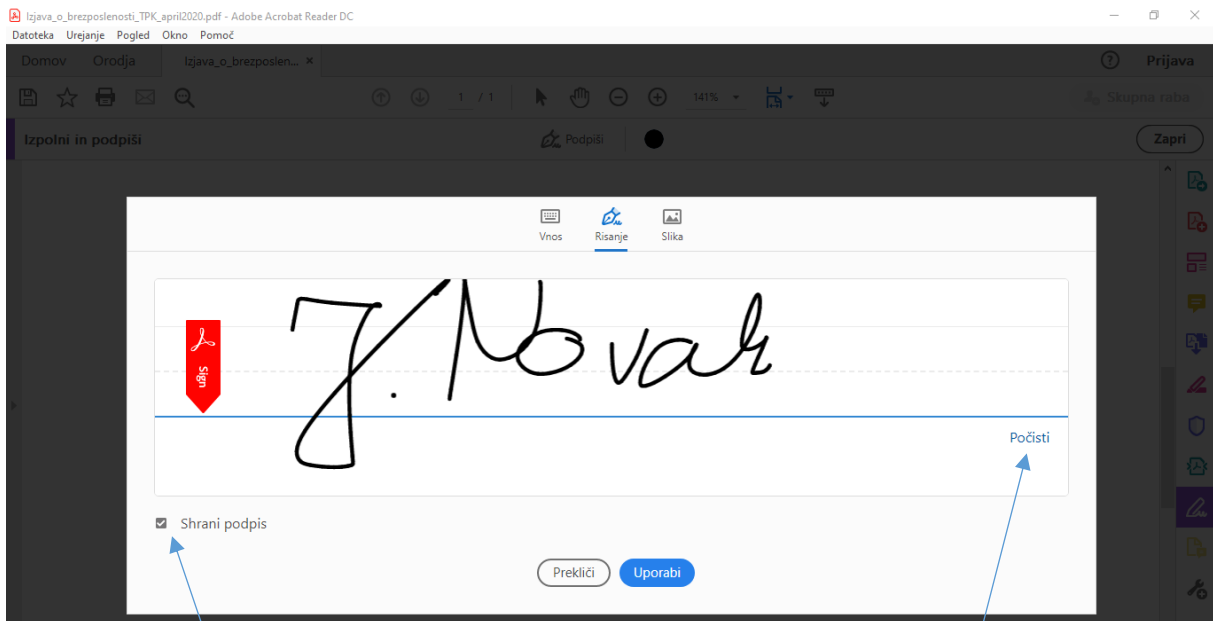 Izjava_o_brezposlenosti_TPK_april2020.pdf - Adobe Acrobat Reader DC
Datoteka Urejanje Pogled Okno Pomoč
Domov Orodja Izjava_o_brezposlen... × ? Prijava
1 / 1 141% Skupna raba
Izpolni in podpiši Podpiši Zapri
Vnos Risanje Slika
J. Novak
Sign
Počisti
Shrani podpis
Prekliči Uporabi